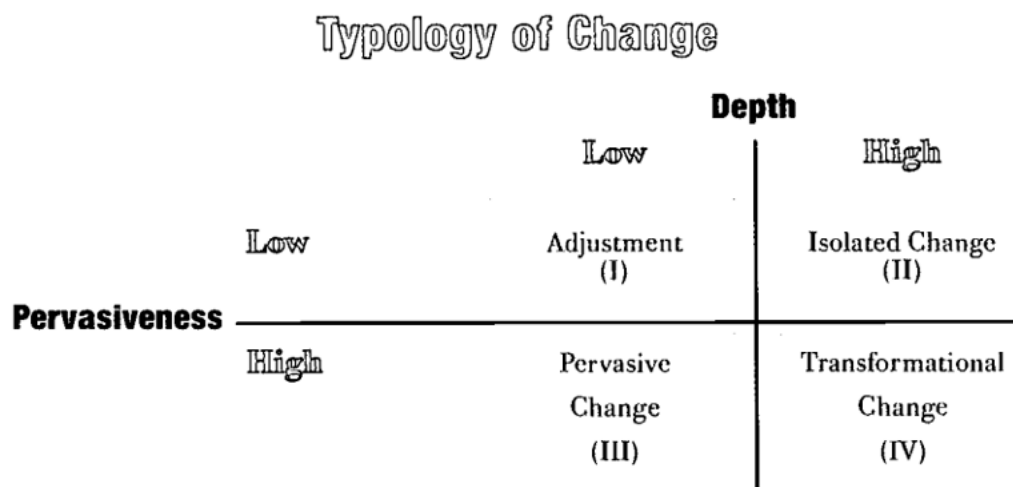 Typology of Change
Depth
Low High
Low Adjustment Isolated Change
(I) (II)
Pervasiveness
High Pervasive Transformational
Change Change
(III) (IV)